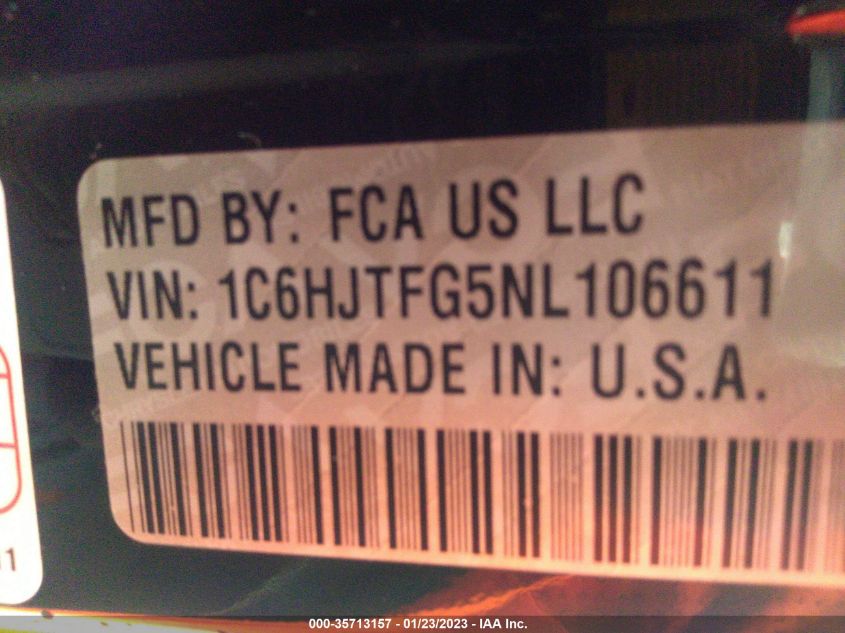 MFD BY: FCA US LLC
VIN: 1C6HJTFG5NL106611
VEHICLE MADE IN: U.S.A.
000-35713157 - 01/23/2023 - IAA Inc.